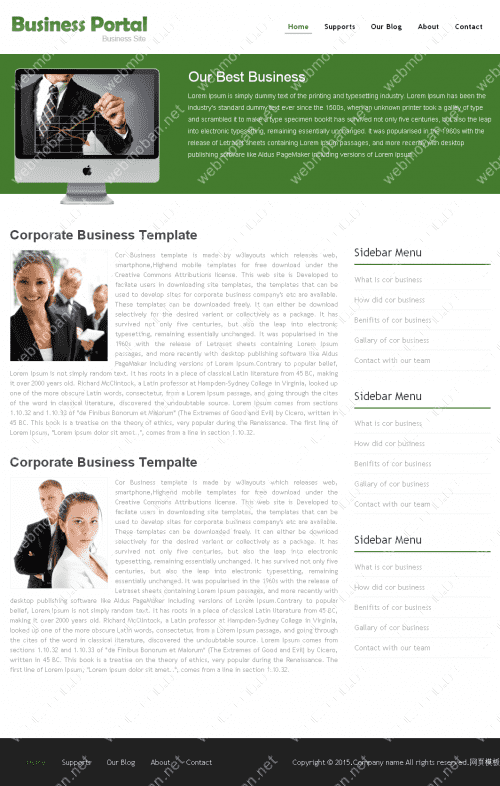 Business Portal
Business Site
Home Supports Our Blog About Contact
Our Best Business
Lorem Ipsum is simply dummy text of the printing and typesetting industry. Lorem Ipsum has been the
industry's standard dummy text ever since the 1500s, when an unknown printer took a galley of type
and scrambled it to make a type specimen bookIt has survived not only five centuries, but also the leap
into electronic typesetting, remaining essentially unchanged. It was popularised in the 1960s with the
release of Letraset sheets containing Lorem Ipsum passages, and more recently with desktop
publishing software like Aldus PageMaker including versions of Lorem Ipsum.
Corporate Business Template
Cor Business template is made by w3layouts which releases web,
smartphone,Highend mobile templates for free download under the
Creative Commons Attributions license. This web site is Developed to
faciliate users in downloading site templates, the templates that can be
used to develop sites for corporate business company's etc are available.
These templates can be downloaded freely. It can either be download
selectively for the desired variant or collectively as a package. It has
survived not only five centuries, but also the leap into electronic
typesetting, remaining essentially unchanged. It was popularised in the
1960s with the release of Letraset sheets containing Lorem Ipsum
passages, and more recently with desktop publishing software like Aldus
PageMaker including versions of Lorem Ipsum.Contrary to popular belief,
Lorem Ipsum is not simply random text. It has roots in a piece of classical Latin literature from 45 BC, making
it over 2000 years old. Richard McClintock, a Latin professor at Hampden-Sydney College in Virginia, looked up
one of the more obscure Latin words, consectetur, from a Lorem Ipsum passage, and going through the cites
of the word in classical literature, discovered the undoubtable source. Lorem Ipsum comes from sections
1.10.32 and 1.10.33 of "de Finibus Bonorum et Malorum" (The Extremes of Good and Evil) by Cicero, written in
45 BC. This book is a treatise on the theory of ethics, very popular during the Renaissance. The first line of
Lorem Ipsum, "Lorem ipsum dolor sit amet..", comes from a line in section 1.10.32.
Corporate Business Tempalte
Cor Business template is made by w3layouts which releases web,
smartphone,Highend mobile templates for free download under the
Creative Commons Attributions license. This web site is Developed to
faciliate users in downloading site templates, the templates that can be
used to develop sites for corporate business company's etc are available.
These templates can be downloaded freely. It can either be download
selectively for the desired variant or collectively as a package. It has
survived not only five centuries, but also the leap into electronic
typesetting, remaining essentially unchanged. It has survived not only five
centuries, but also the leap into electronic typesetting, remaining
essentially unchanged. It was popularised in the 1960s with the release of
Letraset sheets containing Lorem Ipsum passages, and more recently with
desktop publishing software like Aldus PageMaker including versions of Lorem Ipsum.Contrary to popular
belief, Lorem Ipsum is not simply random text. It has roots in a piece of classical Latin literature from 45 BC,
making it over 2000 years old. Richard McClintock, a Latin professor at Hampden-Sydney College in Virginia,
looked up one of the more obscure Latin words, consectetur, from a Lorem Ipsum passage, and going through
the cites of the word in classical literature, discovered the undoubtable source. Lorem Ipsum comes from
sections 1.10.32 and 1.10.33 of "de Finibus Bonorum et Malorum" (The Extremes of Good and Evil) by Cicero,
written in 45 BC. This book is a treatise on the theory of ethics, very popular during the Renaissance. The
first line of Lorem Ipsum, "Lorem ipsum dolor sit amet..", comes from a line in section 1.10.32.
Sidebar Menu
What is cor business
How did cor business
Benifits of cor business
Gallary of cor business
Contact with our team
Sidebar Menu
What is cor business
How did cor business
Benifits of cor business
Gallary of cor business
Contact with our team
Sidebar Menu
What is cor business
How did cor business
Benifits of cor business
Gallary of cor business
Contact with our team
Home Supports Our Blog About Contact
Copyright © 2015.Company name All rights reserved.网页模板